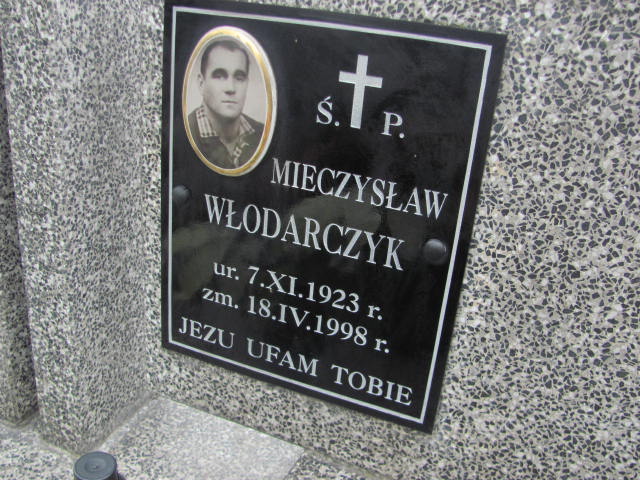 Ś. P.
MIECZYSŁAW
WŁODARCZYK
ur. 7.XI.1923 r.
zm. 18.IV.1998 r.
JEZU UFAM TOBIE